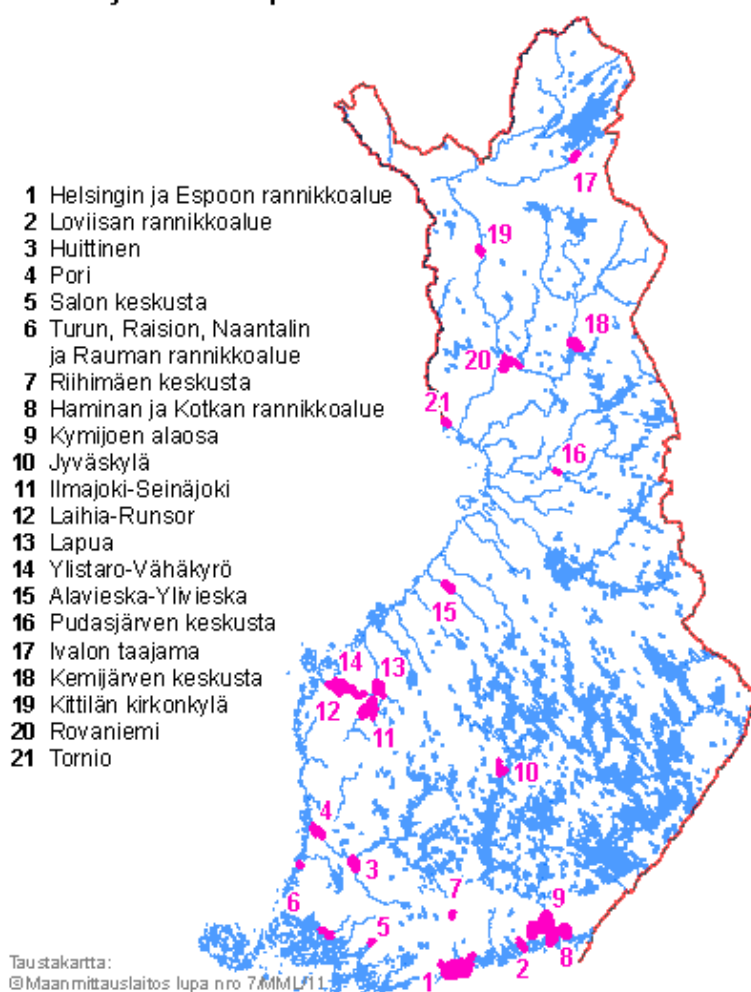 1 Helsingin ja Espoon rannikkoalue
2 Loviisan rannikkoalue
3 Huittinen
4 Pori
5 Salon keskusta
6 Turun, Raision, Naantalin
ja Rauman rannikkoalue
7 Riihimäen keskusta
8 Haminan ja Kotkan rannikkoalue
9 Kymijoen alaosa
10 Jyväskylä
11 Ilmajoki-Seinäjoki
12 Laihia-Runsor
13 Lapua
14 Ylistaro-Vähäkyrö
15 Alavieska-Ylivieska
16 Pudasjärven keskusta
17 Ivalon taajama
18 Kemijärven keskusta
19 Kittilän kirkonkylä
20 Rovaniemi
21 Tornio
17
19
18
20
21
16
15
14
13
12
11
10
4
3
7
9
6
5
2
8
1
Taustakartta:
©Maanmittauslaitos lupa nro 7/MML/11